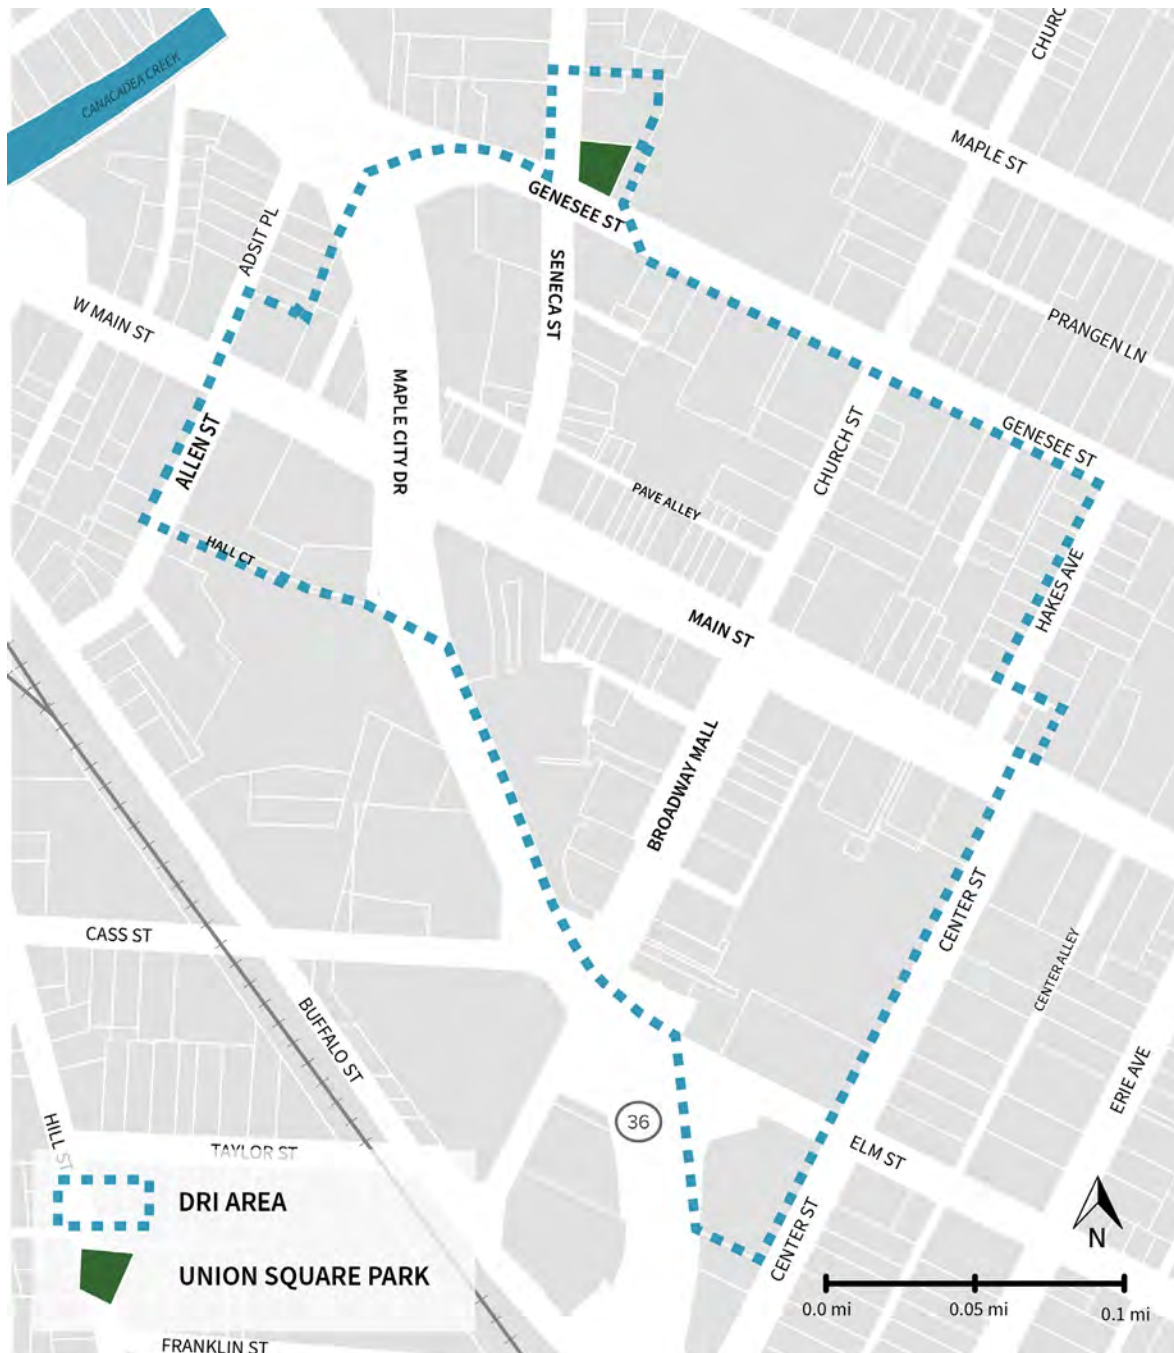 CHURC
CANACADEA CREEK
MAPLE ST
GENESEE ST
ADSIT PL
SENECA ST
W MAIN ST
PRANGEN LN
MAPLE CITY DR
ALLEN ST
CHURCH ST
GENESEE ST
PAVE ALLEY
HALL CT
HAKES AVE
MAIN ST
BROADWAY MALL
CENTER ST
CASS ST
CENTER ALLEY
BUFFALO ST
ERIE AVE
36
HILL ST
TAYLOR ST
ELM ST
DRI AREA
CENTER ST
N
UNION SQUARE PARK
0.0 mi
0.05 mi
0.1 mi
FRANKLIN ST